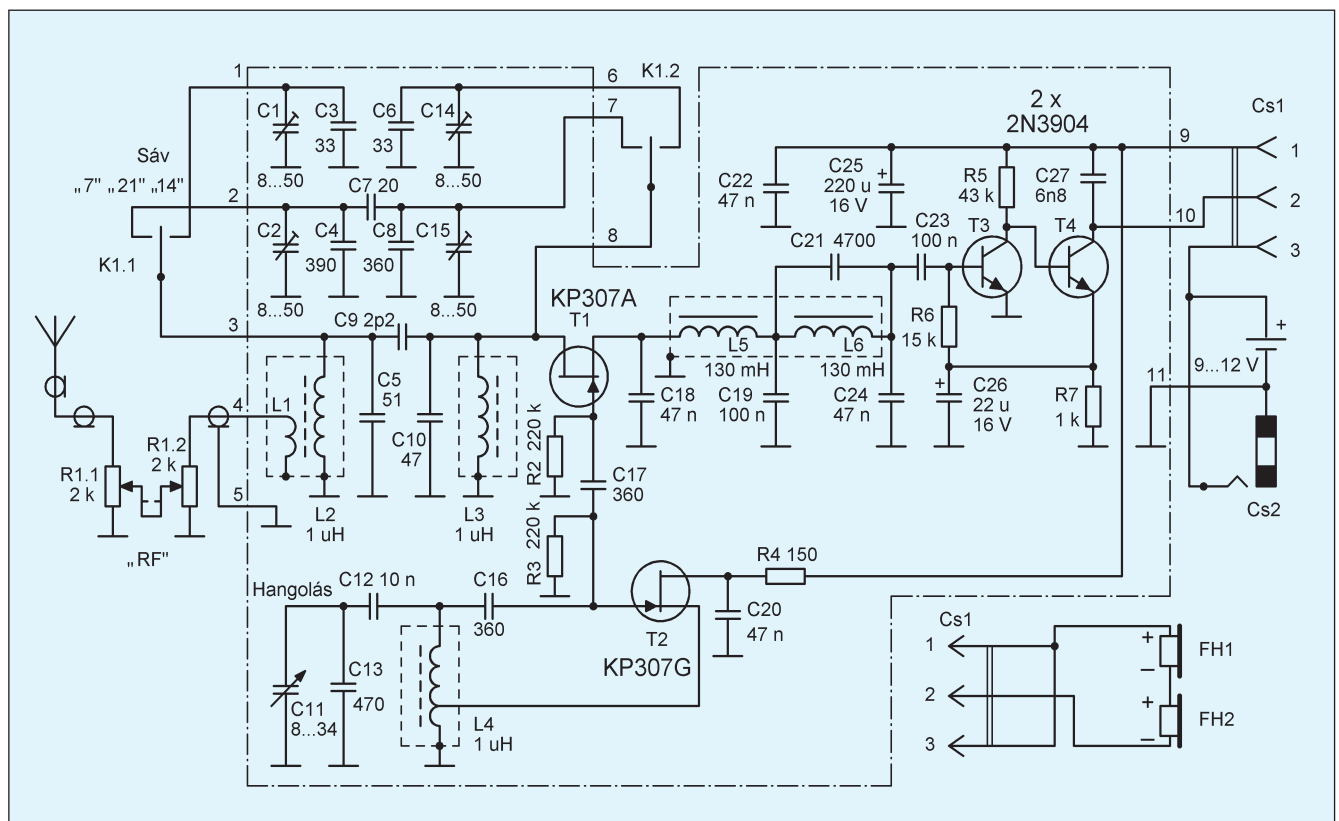 1
6
K1.2
7
C1
C3
C6
C14
33
33
8...50
8...50
Sáv
„7" „21" „14"
2
C7 20
C2
C4
C8
C15
390
360
8...50
8...50
8
K1.1
3
C9 2p2
KP307A
T1
L1
C5
51
C10
47
L2
1 uH
L3
1 uH
4
5
R1.1
2 k
R1.2
2 k
„RF"
R2 220 k
C17
360
R3 220 k
Hangolás
C12 10 n
C16
360
C11
8...34
C13
470
L4
1 uH
T2
KP307G
R4 150
C20
47 n
2 x
2N3904
C22
47 n
C25
220 u
16 V
+
R5
43 k
C27
6n8
C21 4700
C23
100 n
T3
T4
L5
L6
130 mH
130 mH
C18
47 n
C19
100 n
C24
47 n
R6
15 k
+
C26
22 u
16 V
R7
1 k
9
10
11
Cs1
1
2
3
+
9...12 V
Cs2
Cs1
1
2
3
+
–
FH1
+
–
FH2